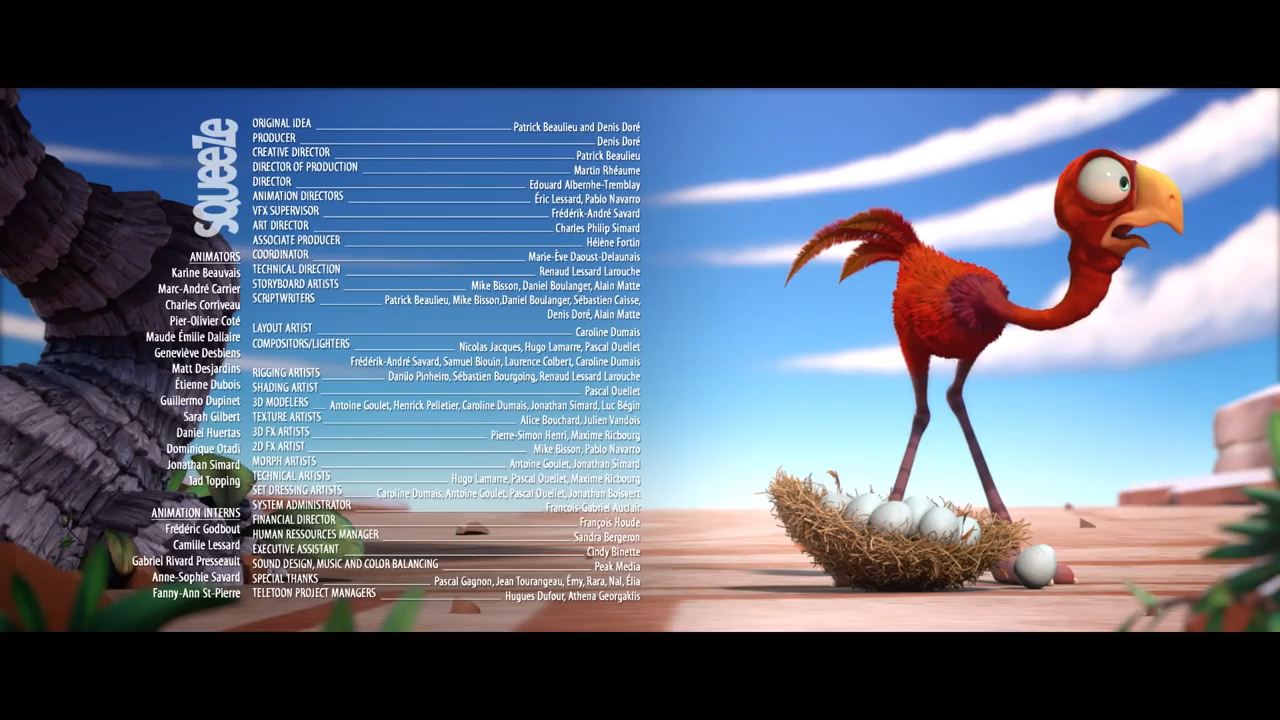 squeeze
ORIGINAL IDEA Patrick Beaulieu and Denis Doré
PRODUCER Denis Doré
CREATIVE DIRECTOR Patrick Beaulieu
DIRECTOR OF PRODUCTION Martin Rhéaume
DIRECTOR Edouard Albernhe-Tremblay
ANIMATION DIRECTORS Éric Lessard, Pablo Navarro
VFX SUPERVISOR Frédérik-André Savard
ART DIRECTOR Charles Philip Simard
ASSOCIATE PRODUCER Hélène Fortin
COORDINATOR Marie-Ève Daoust-Delaunais
TECHNICAL DIRECTION Renaud Lessard Larouche
STORYBOARD ARTISTS Mike Bisson, Daniel Boulanger, Alain Matte
SCRIPTWRITERS Patrick Beaulieu, Mike Bisson,Daniel Boulanger, Sébastien Caisse,
Denis Doré, Alain Matte
LAYOUT ARTIST Caroline Dumais
COMPOSITORS/LIGHTERS Nicolas Jacques, Hugo Lamarre, Pascal Ouellet
Frédérik-André Savard, Samuel Blouin, Laurence Colbert, Caroline Dumais
RIGGING ARTISTS Danilo Pinheiro, Sébastien Bourgoing, Renaud Lessard Larouche
SHADING ARTIST Pascal Ouellet
3D MODELERS Antoine Goulet, Henrick Pelletier, Caroline Dumais, Jonathan Simard, Luc Bégin
TEXTURE ARTISTS Alice Bouchard, Julien Vandois
3D FX ARTISTS Pierre-Simon Henri, Maxime Ricbourg
2D FX ARTIST Mike Bisson, Pablo Navarro
MORPH ARTISTS Antoine Goulet, Jonathan Simard
TECHNICAL ARTISTS Hugo Lamarre, Pascal Ouellet, Maxime Ricbourg
SET DRESSING ARTISTS Caroline Dumais, Antoine Goulet, Pascal Ouellet, Jonathan Boisvert
SYSTEM ADMINISTRATOR Francois-Gabriel Auclair
FINANCIAL DIRECTOR François Houde
HUMAN RESSOURCES MANAGER Sandra Bergeron
EXECUTIVE ASSISTANT Cindy Binette
SOUND DESIGN, MUSIC AND COLOR BALANCING Peak Media
SPECIAL THANKS Pascal Gagnon, Jean Tourangeau, Émy, Rara, Nal, Élia
TELETOON PROJECT MANAGERS Hugues Dufour, Athena Georgaklis
ANIMATORS
Karine Beauvais
Marc-André Carrier
Charles Corriveau
Pier-Olivier Coté
Maude Émilie Dallaire
Geneviève Desbiens
Matt Desjardins
Étienne Dubois
Guillermo Dupinet
Sarah Gilbert
Daniel Huertas
Dominique Otadi
Jonathan Simard
Tad Topping
ANIMATION INTERNS
Frédéric Godbout
Camille Lessard
Gabriel Rivard Presseault
Anne-Sophie Savard
Fanny-Ann St-Pierre